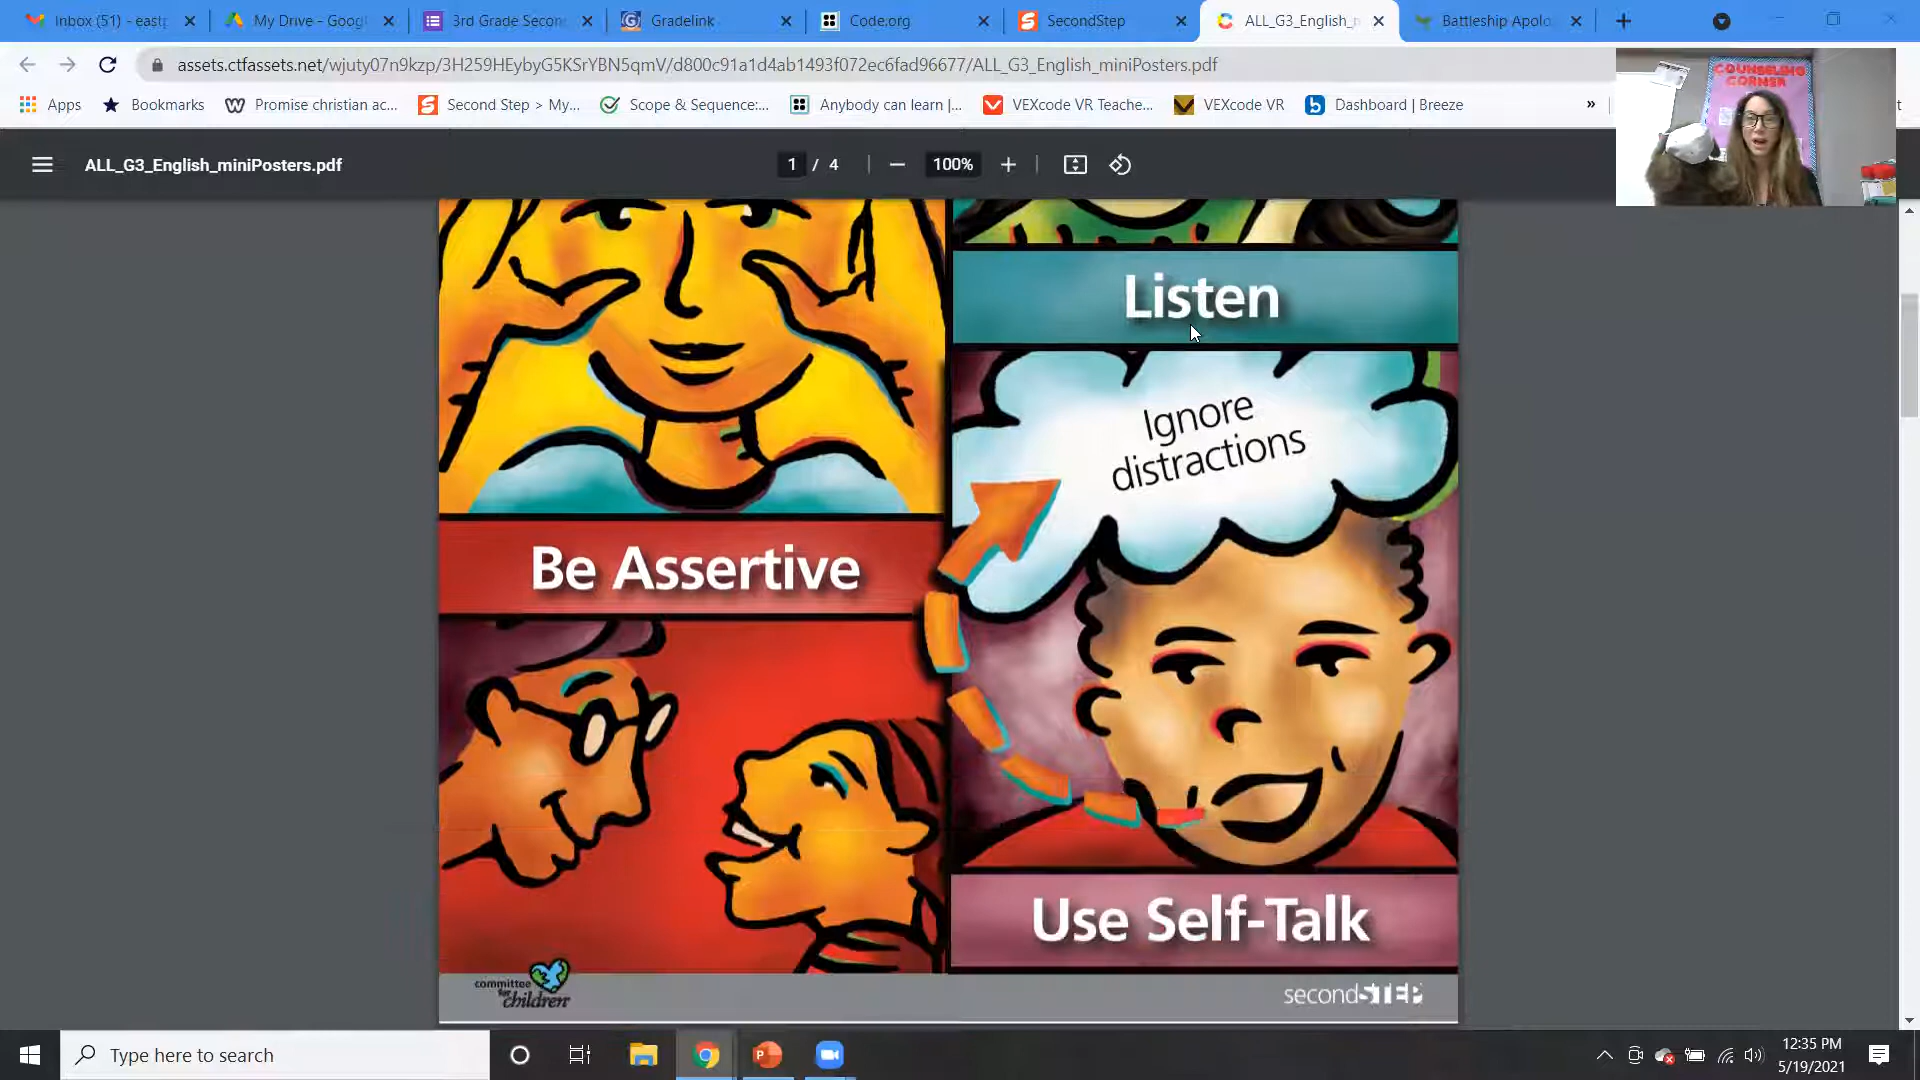 Inbox (51) - eastp
My Drive - Googl
3rd Grade Secon
Gradelink
Code.org
SecondStep
ALL_G3_English_m
Battleship Apolo
assets.ctfassets.net/wjuty07n9kzp/3H259HEybyG5KSrYBN5qmV/d800c91a1d4ab1493f072ec6fad96677/ALL_G3_English_miniPosters.pdf
Apps
Bookmarks
Promise christian ac...
Second Step > My...
Scope & Sequence:...
Anybody can learn |...
VEXcode VR Teache...
VEXcode VR
Dashboard | Breeze
»
COUNSELING
CORNER
ALL_G3_English_miniPosters.pdf
1 / 4
100%
Listen
Ignore
distractions
Be Assertive
Use Self-Talk
committee
for
children
secondSTEP
Type here to search
12:35 PM
5/19/2021